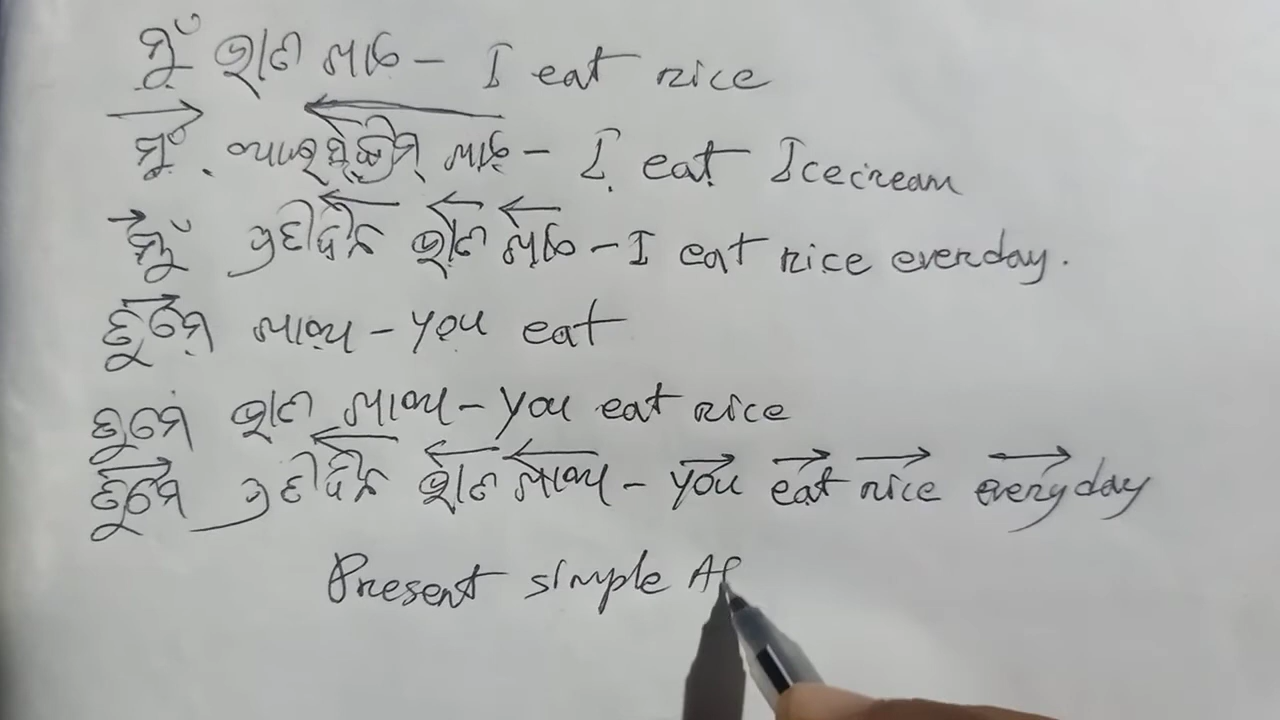 ମୁଁ ଭାତ ଖାଏ - I eat rice
ମୁଁ ଆଇସ୍କ୍ରୀମ୍ ଖାଏ - I eat Icecream
ମୁଁ ପ୍ରତୀଦୀନ ଭାତ ଖାଏ - I eat rice everday.
ତୁମେ ଖାଅ - you eat
ତୁମେ ଭାତ ଖାଅ - you eat rice
ତୁମେ ପ୍ରତୀଦୀନ ଭାତ ଖାଅ - you eat rice everyday
Present simple Af